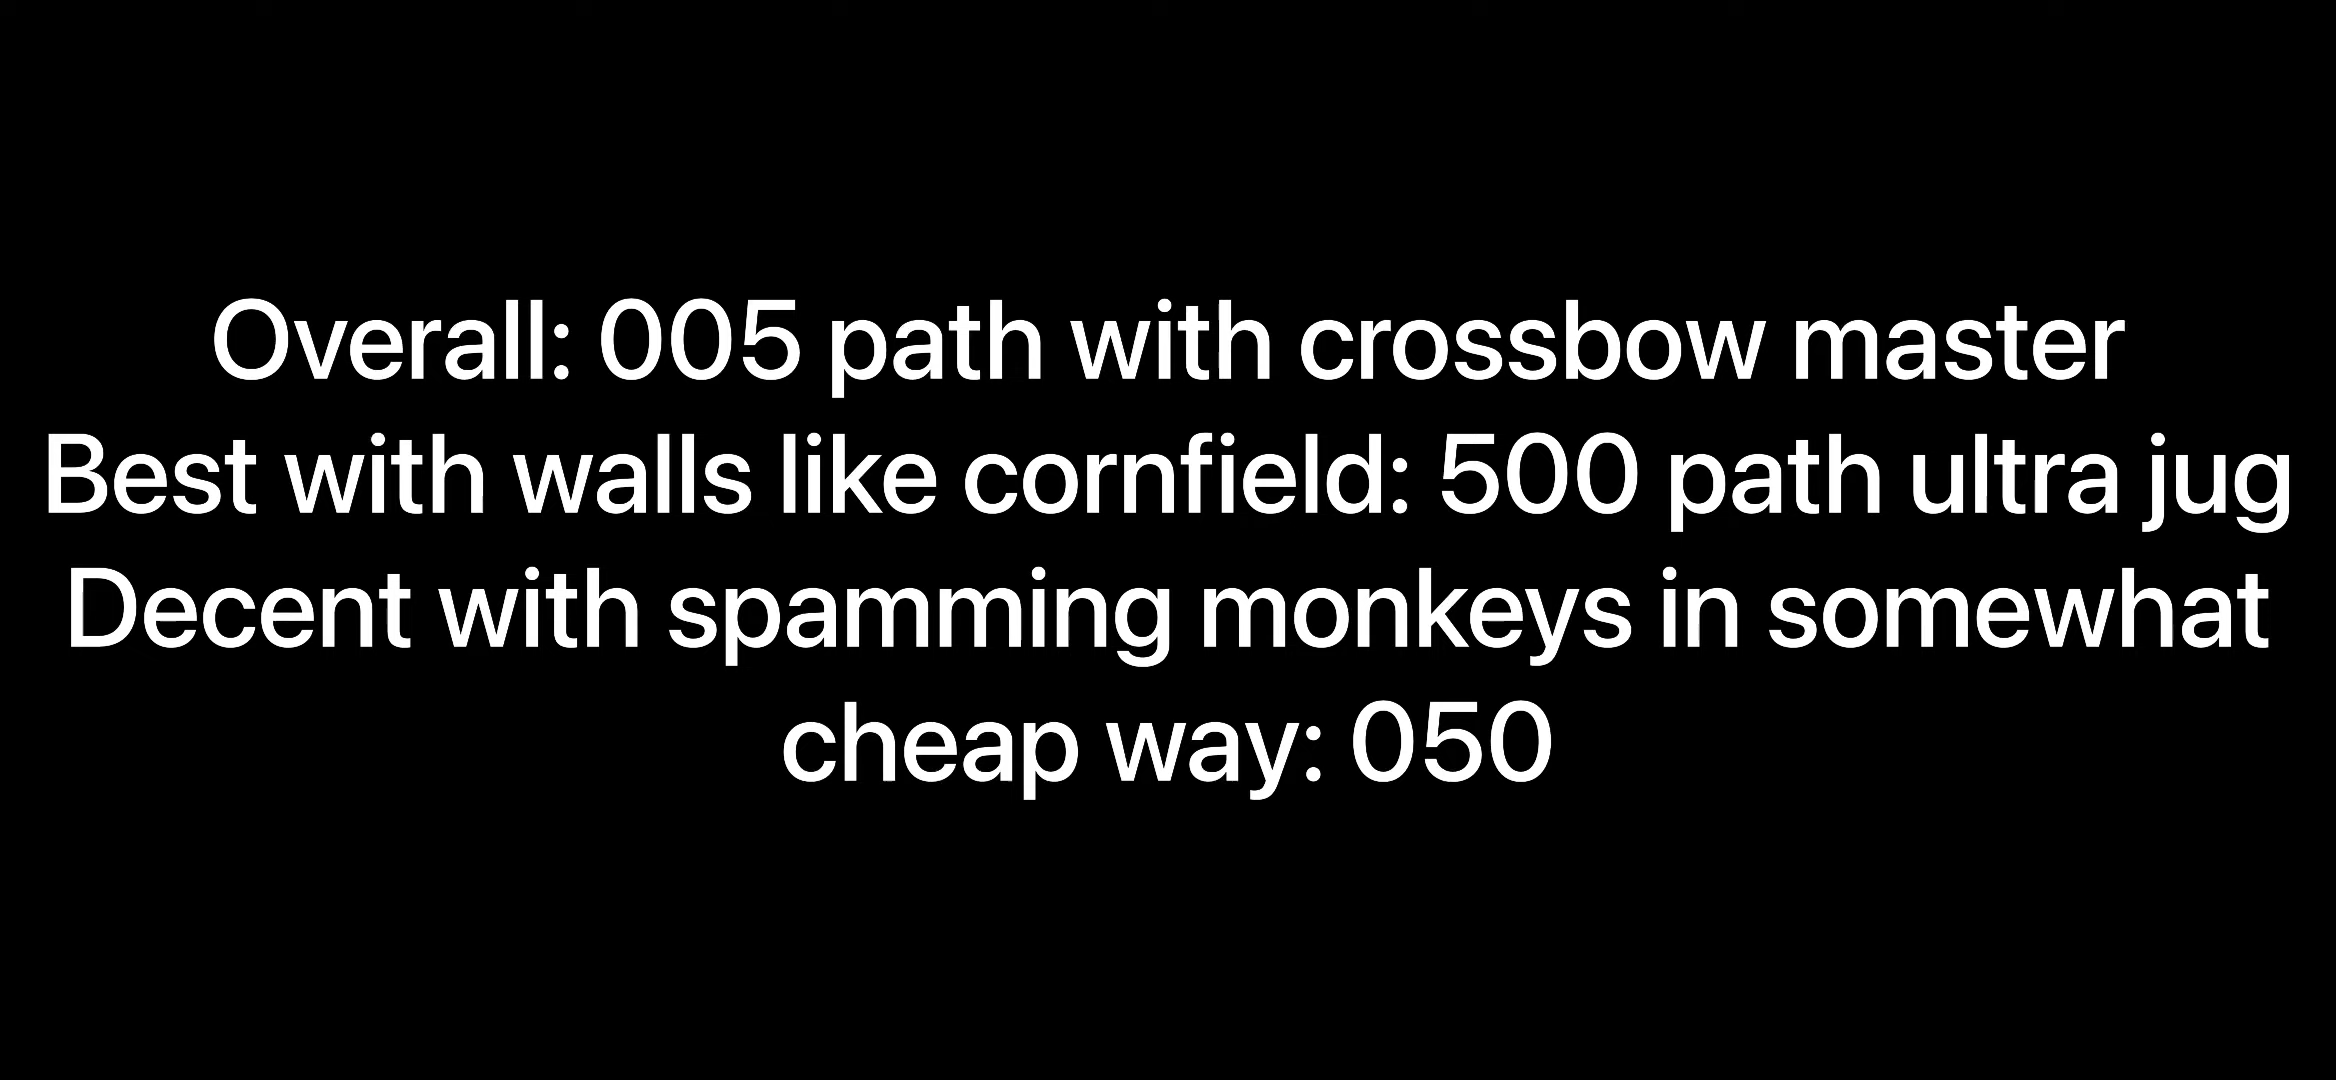 Overall: 005 path with crossbow master
Best with walls like cornfield: 500 path ultra jug
Decent with spamming monkeys in somewhat
cheap way: 050